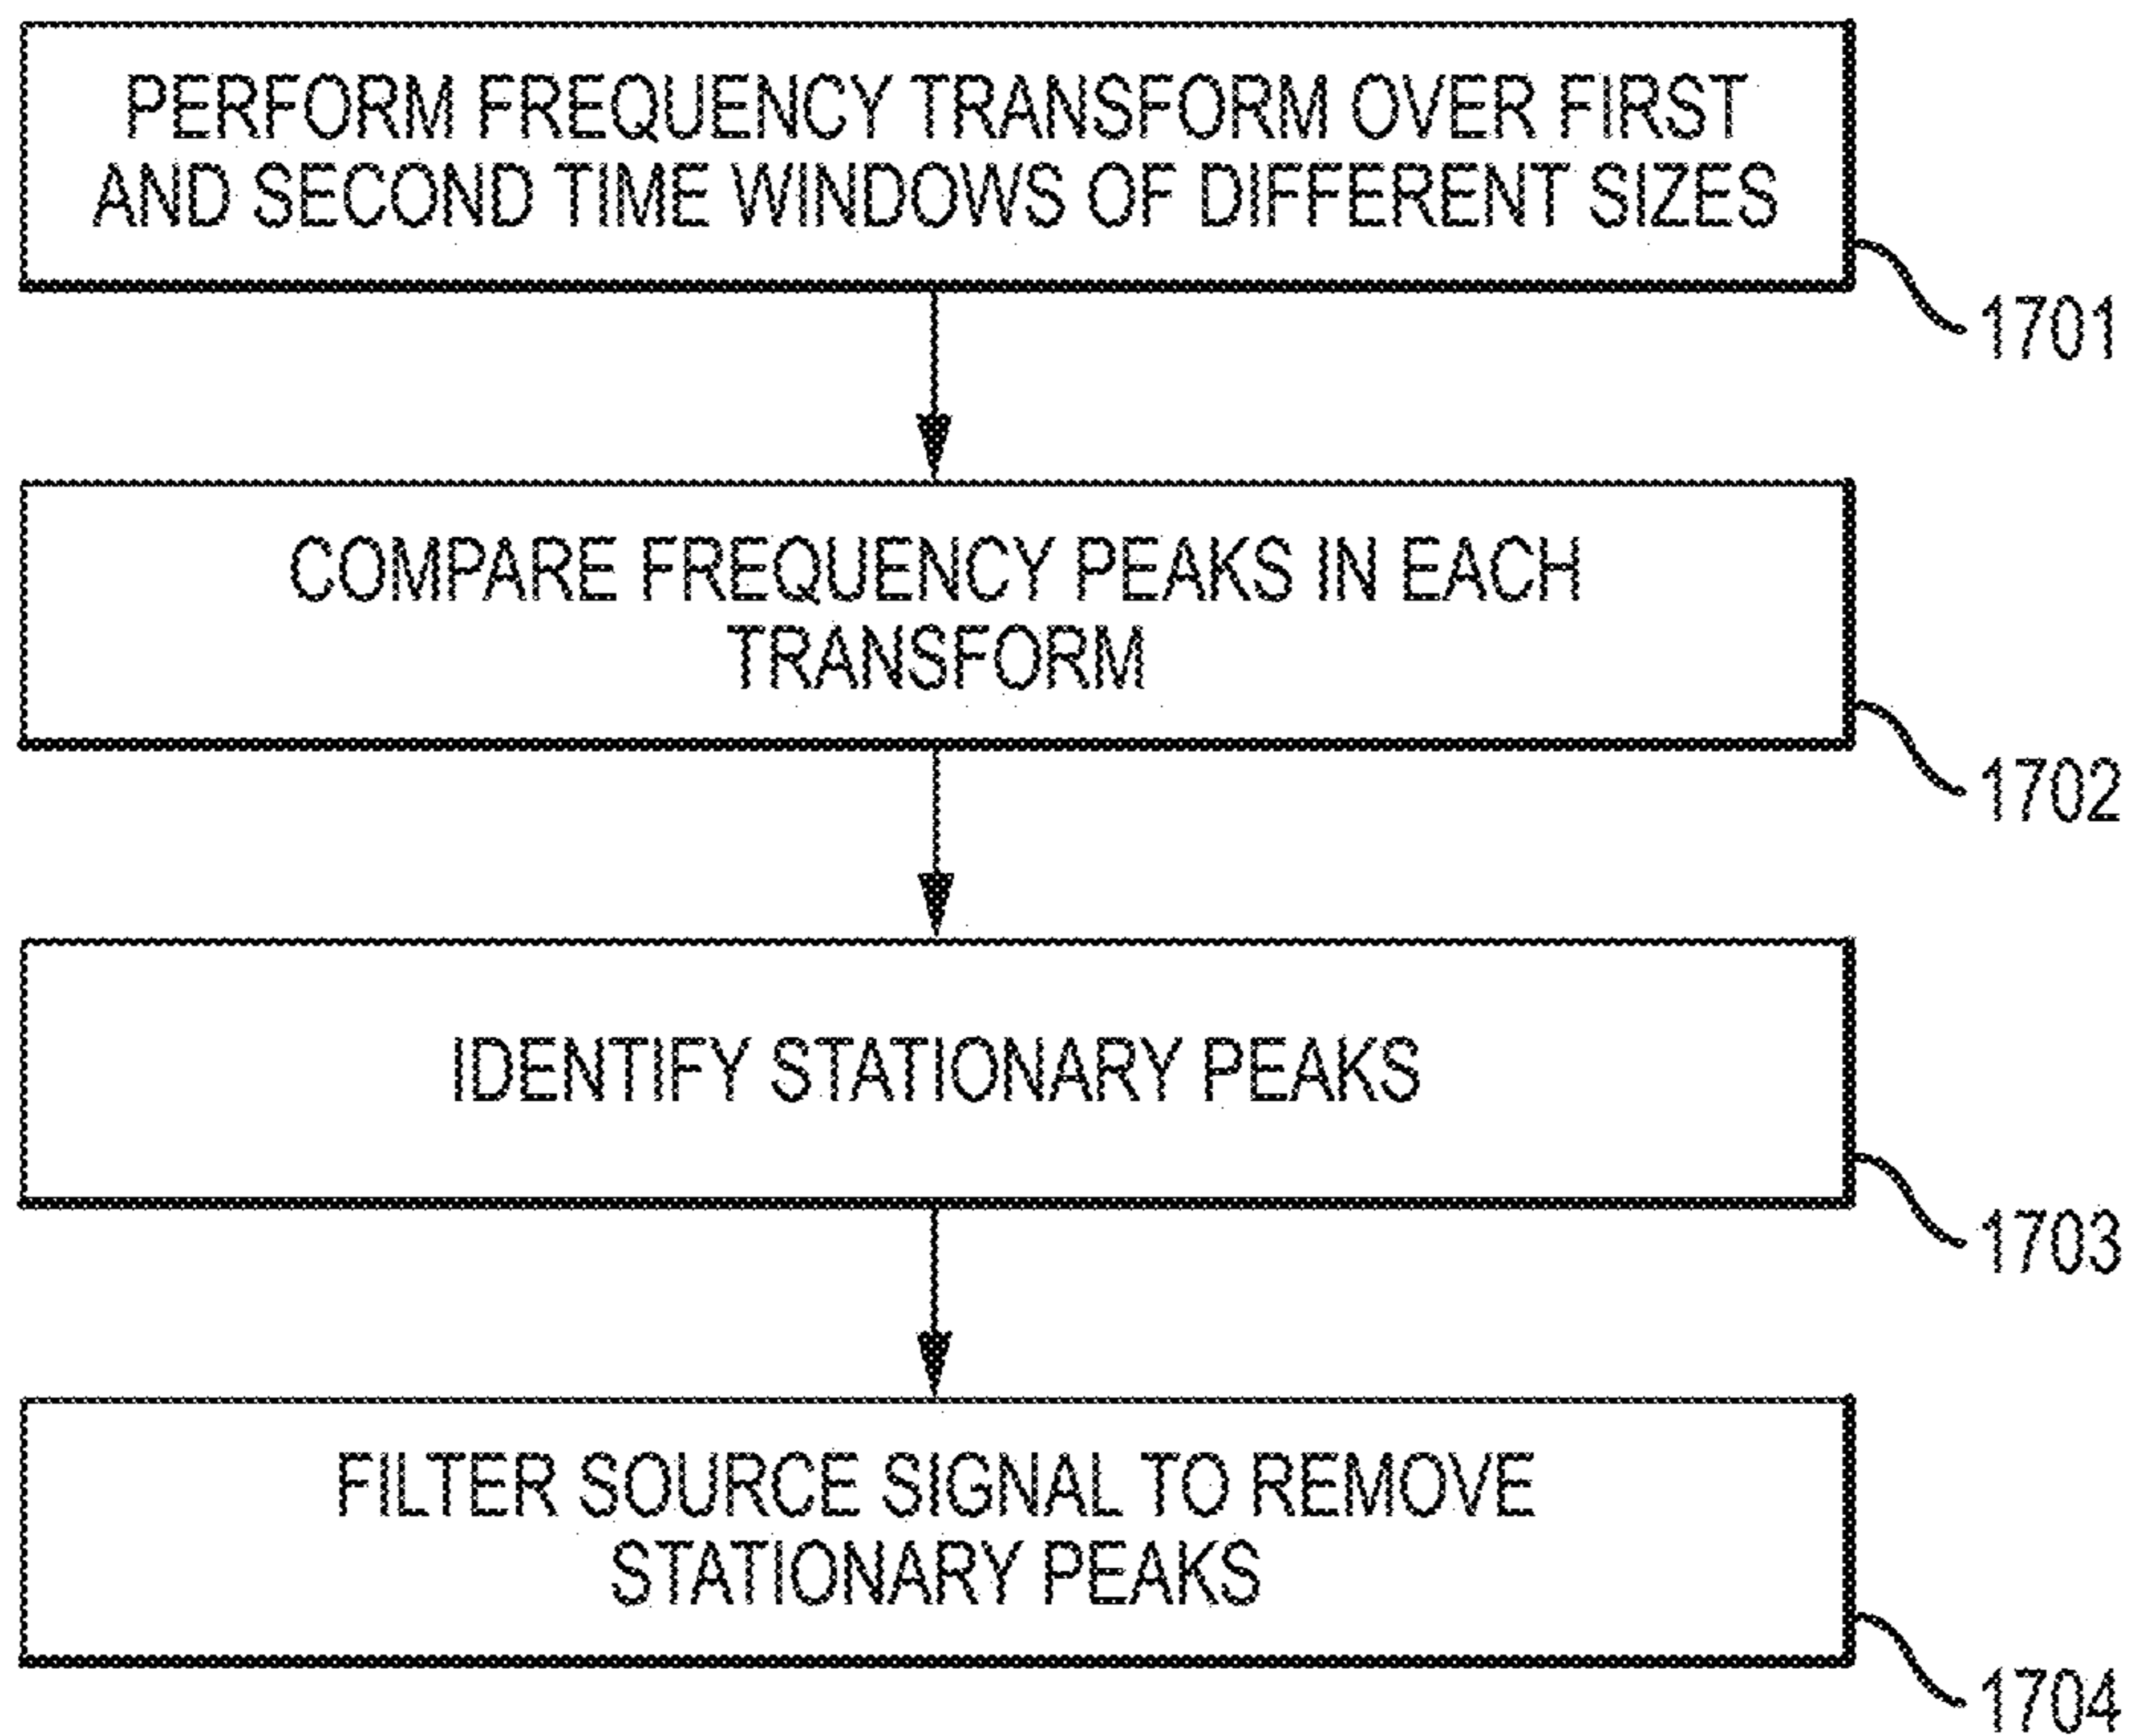 PERFORM FREQUENCY TRANSFORM OVER FIRST
AND SECOND TIME WINDOWS OF DIFFERENT SIZES
1701
COMPARE FREQUENCY PEAKS IN EACH
TRANSFORM
1702
IDENTIFY STATIONARY PEAKS
1703
FILTER SOURCE SIGNAL TO REMOVE
STATIONARY PEAKS
1704